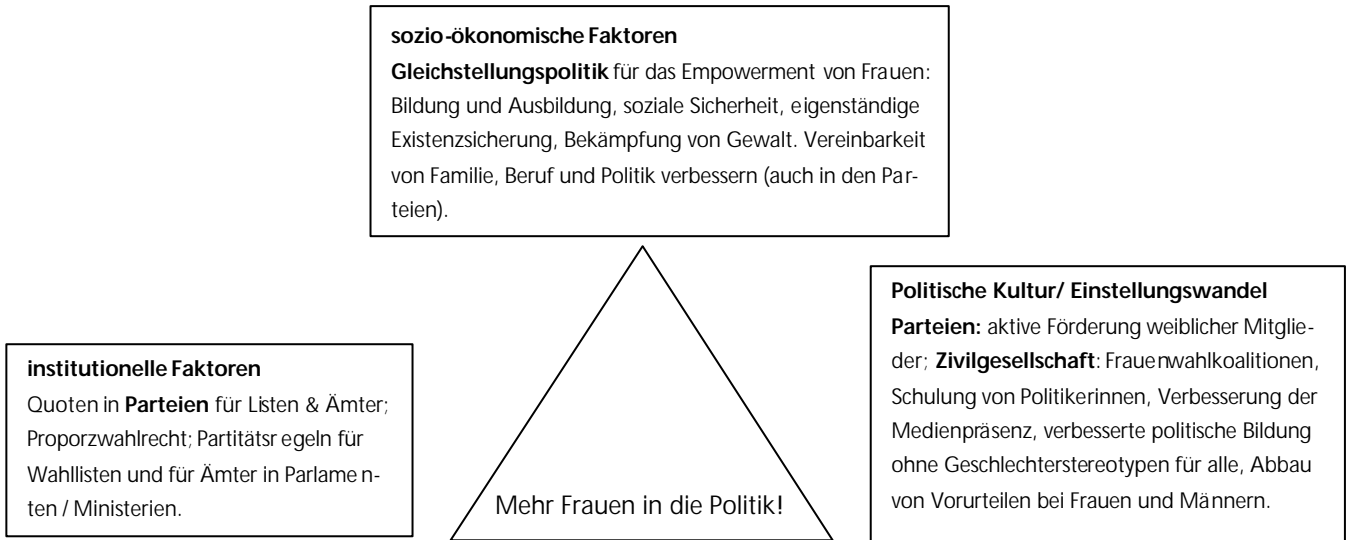 sozio-ökonomische Faktoren
Gleichstellungspolitik für das Empowerment von Frauen:
Bildung und Ausbildung, soziale Sicherheit, eigenständige
Existenzsicherung, Bekämpfung von Gewalt. Vereinbarkeit
von Familie, Beruf und Politik verbessern (auch in den Par-
teien).
institutionelle Faktoren
Quoten in Parteien für Listen & Ämter;
Proporzwahlrecht; Partitätsregeln für
Wahllisten und für Ämter in Parlamen-
ten / Ministerien.
Mehr Frauen in die Politik!
Politische Kultur/ Einstellungswandel
Parteien: aktive Förderung weiblicher Mitglie-
der; Zivilgesellschaft: Frauenwahlkoalitionen,
Schulung von Politikerinnen, Verbesserung der
Medienpräsenz, verbesserte politische Bildung
ohne Geschlechterstereotypen für alle, Abbau
von Vorurteilen bei Frauen und Männern.